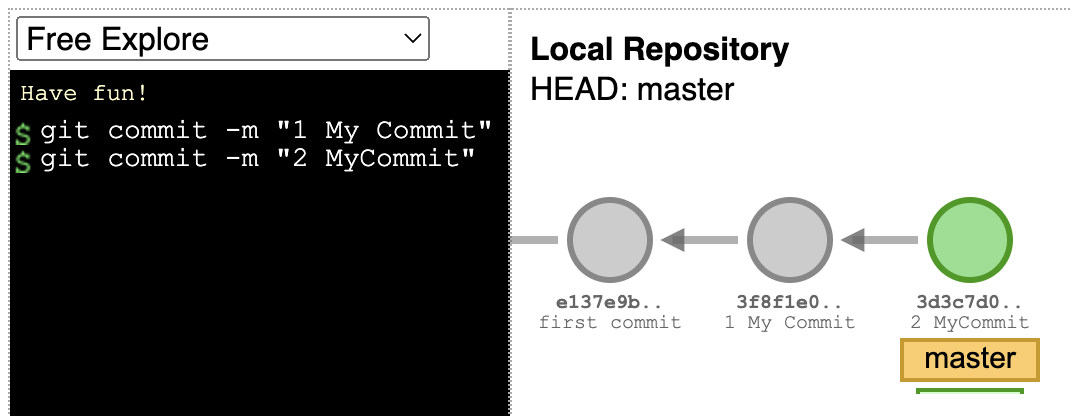 Free Explore
Have fun!
$ git commit -m "1 My Commit"
$ git commit -m "2 MyCommit"
Local Repository
HEAD: master
e137e9b..
first commit
3f8f1e0..
1 My Commit
3d3c7d0..
2 MyCommit
master